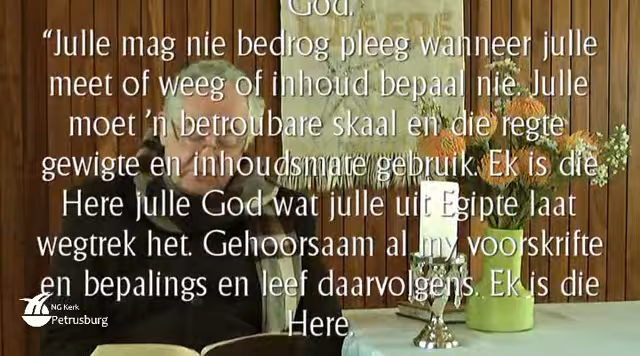 God.
“Julle mag nie bedrog pleeg wanneer julle
meet of weeg of inhoud bepaal nie. Julle
moet ’n betroubare skaal en die regte
gewigte en inhoudsmate gebruik. Ek is die
Here julle God wat julle uit Egipte laat
wegtrek het. Gehoorsaam al my voorskrifte
en bepalings en leef daarvolgens. Ek is die
Here.
NG Kerk
Petrusburg